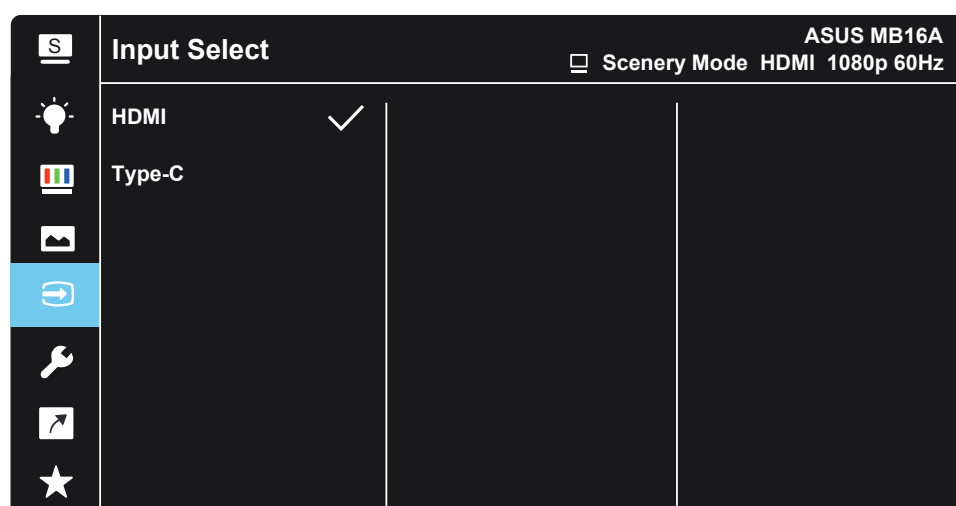 S
Input Select
ASUS MB16A
Scenery Mode HDMI 1080p 60Hz
HDMI
Type-C